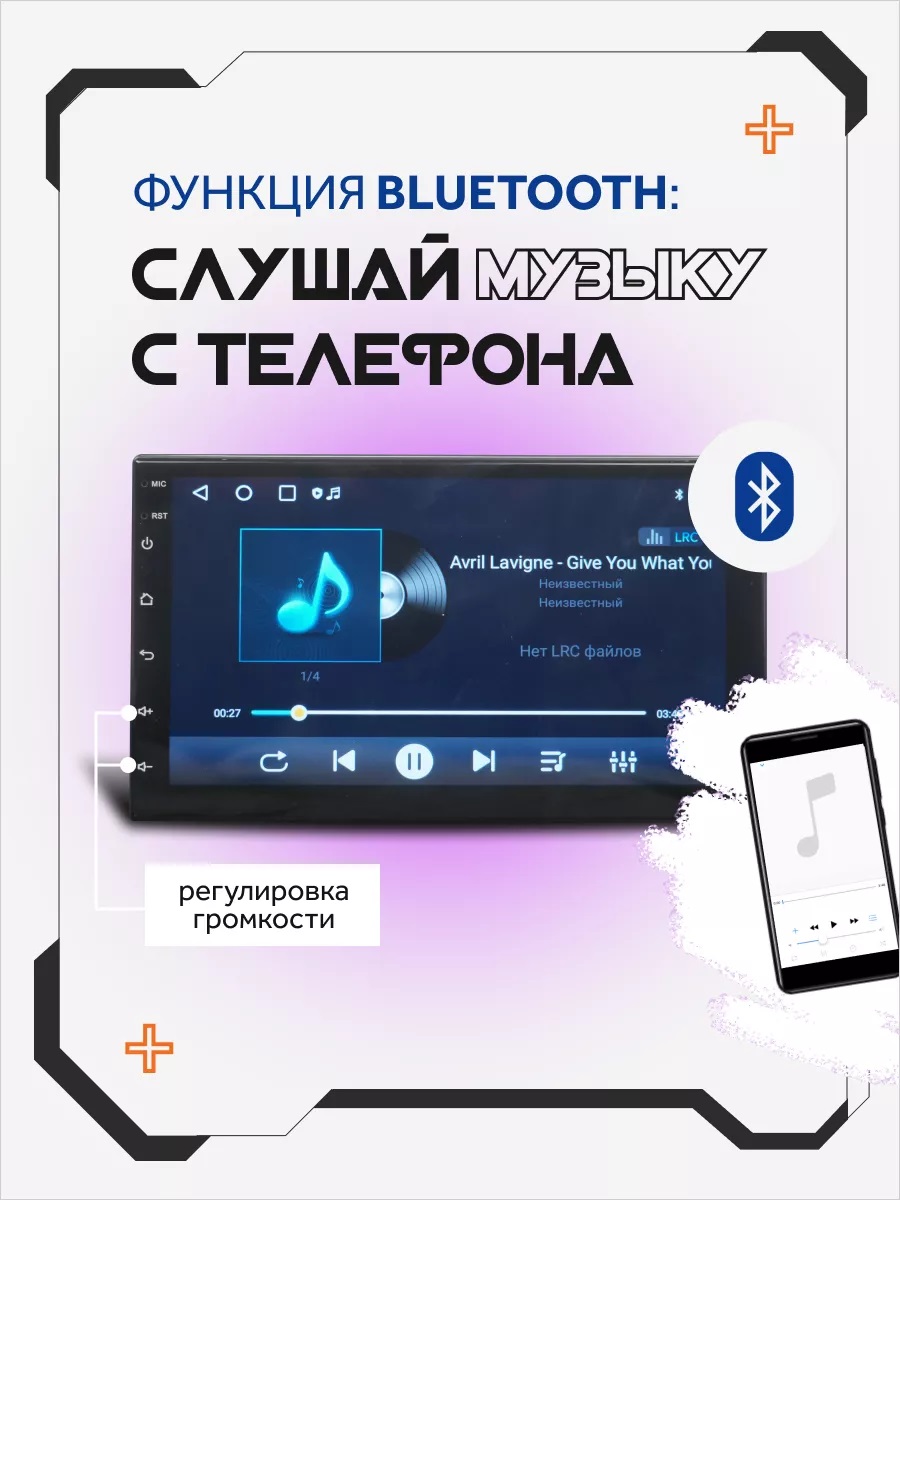 ФУНКЦИЯ BLUETOOTH:
СЛУШАЙ МУЗЫКУ
С ТЕЛЕФОНА
MIC
RST
LRC
Avril Lavigne - Give You What You
Неизвестный
Неизвестный
Нет LRC файлов
1/4
00:27
регулировка
громкости